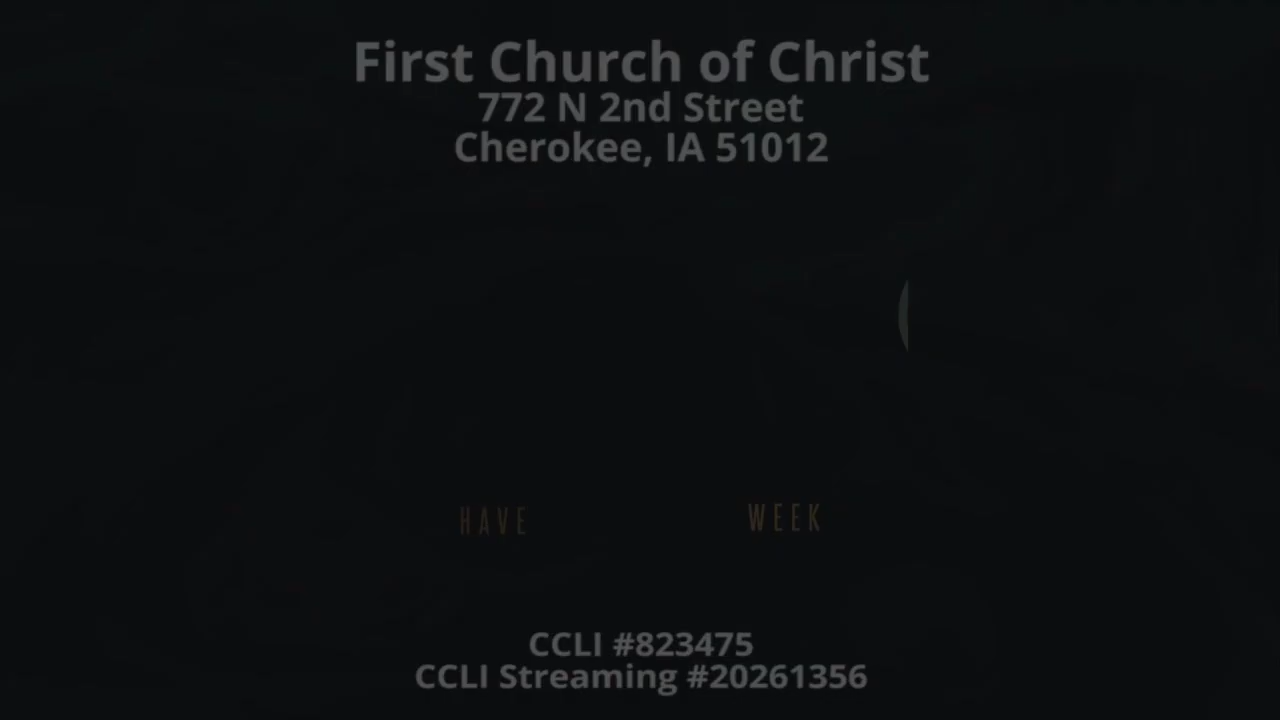 First Church of Christ
772 N 2nd Street
Cherokee, IA 51012
HAVE WEEK
CCLI #823475
CCLI Streaming #20261356